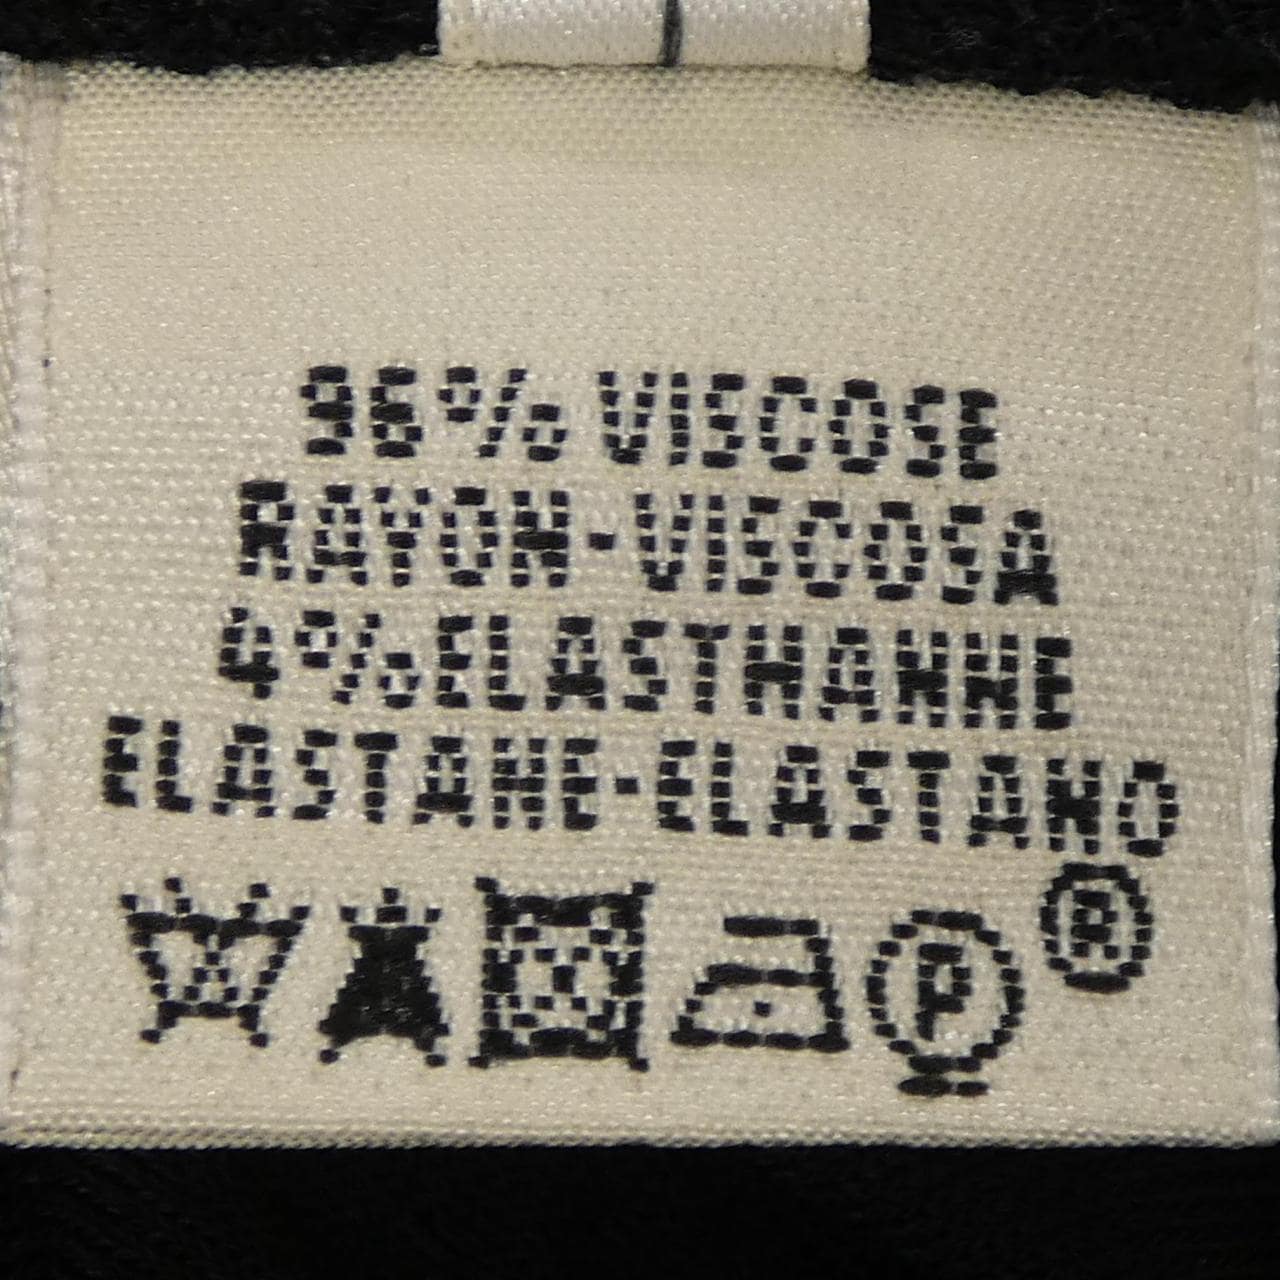 96% VISCOSE
RAYON-VISCOSA
4% ELASTHANNE
ELASTANE-ELASTANO
P ®